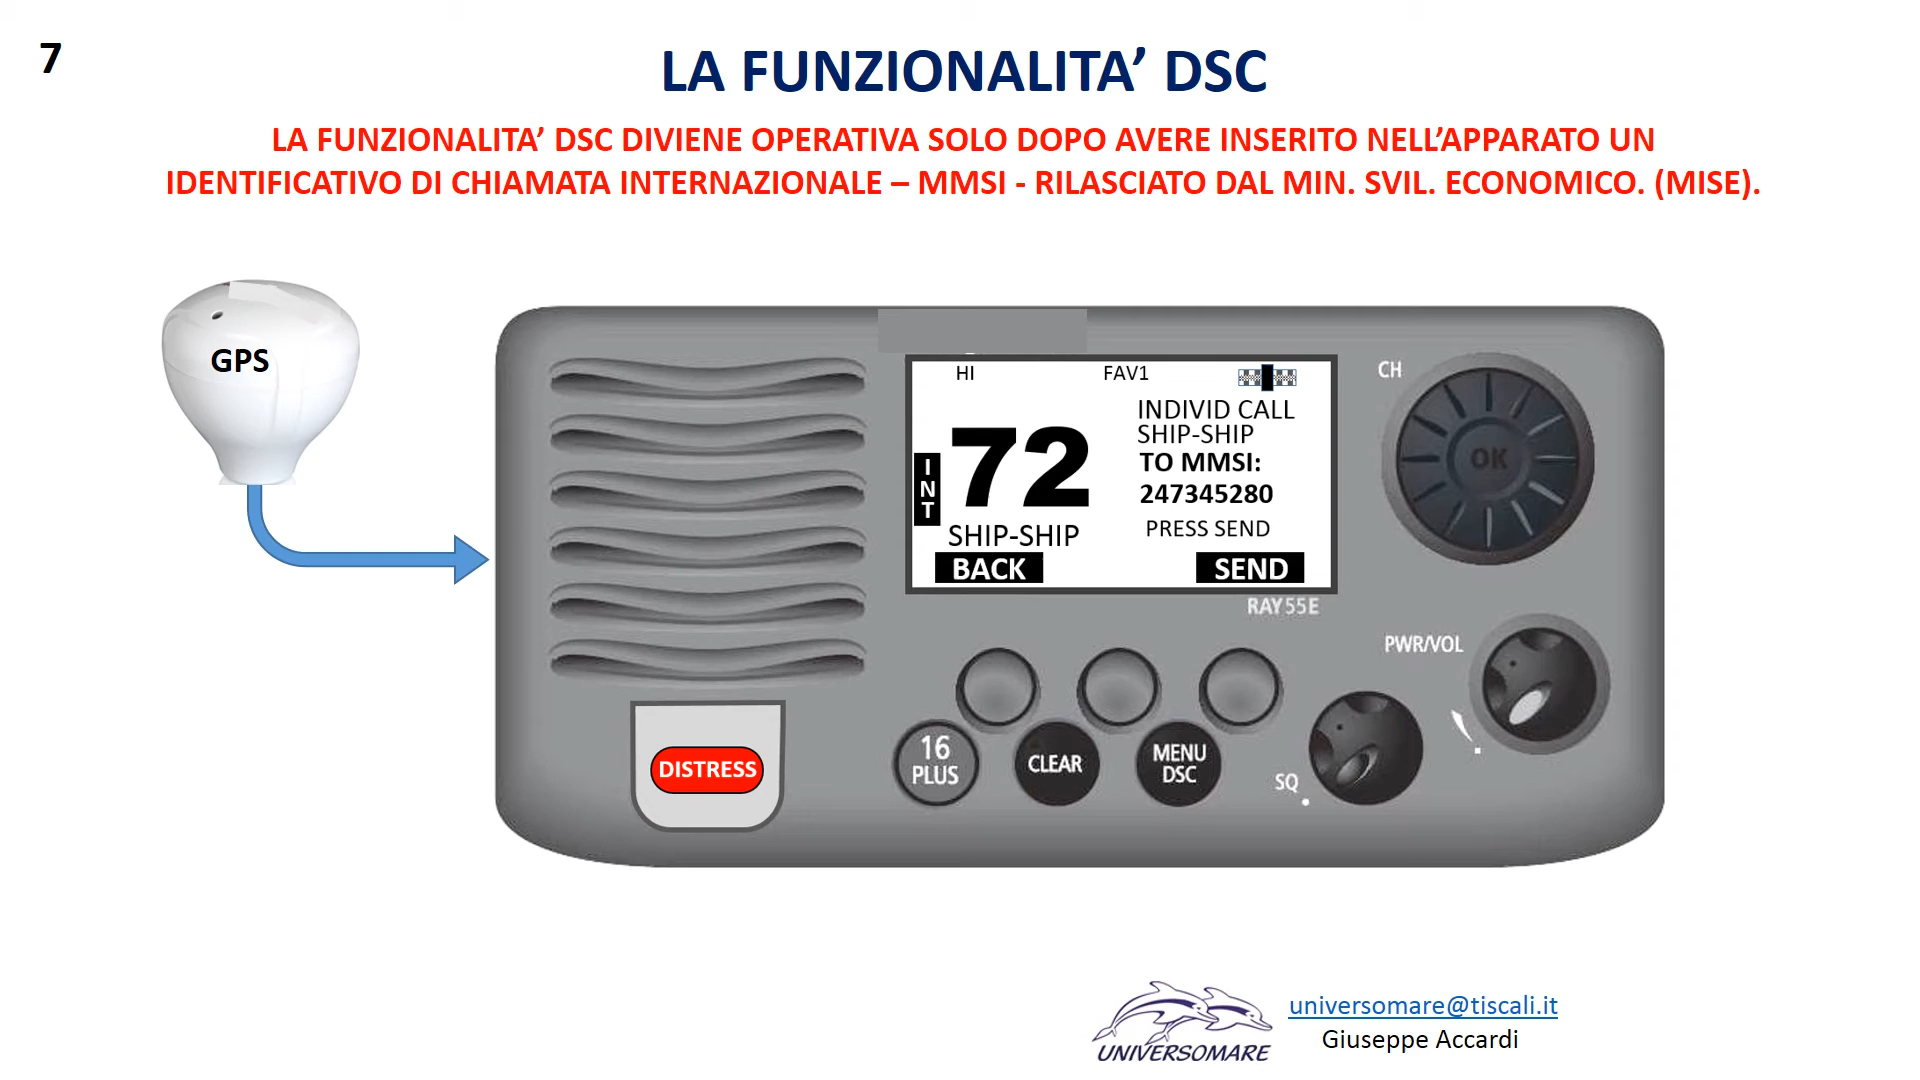 7
LA FUNZIONALITA’ DSC
LA FUNZIONALITA’ DSC DIVIENE OPERATIVA SOLO DOPO AVERE INSERITO NELL’APPARATO UN
IDENTIFICATIVO DI CHIAMATA INTERNAZIONALE – MMSI - RILASCIATO DAL MIN. SVIL. ECONOMICO. (MISE).
GPS
HI FAV1
INDIVID CALL
SHIP-SHIP
TO MMSI:
247345280
PRESS SEND
INT
72
SHIP-SHIP
BACK SEND
CH
OK
RAY55E
PWR/VOL
16
PLUS
CLEAR
MENU
DSC
SQ
DISTRESS
UNIVERSOMARE
universomare@tiscali.it
Giuseppe Accardi